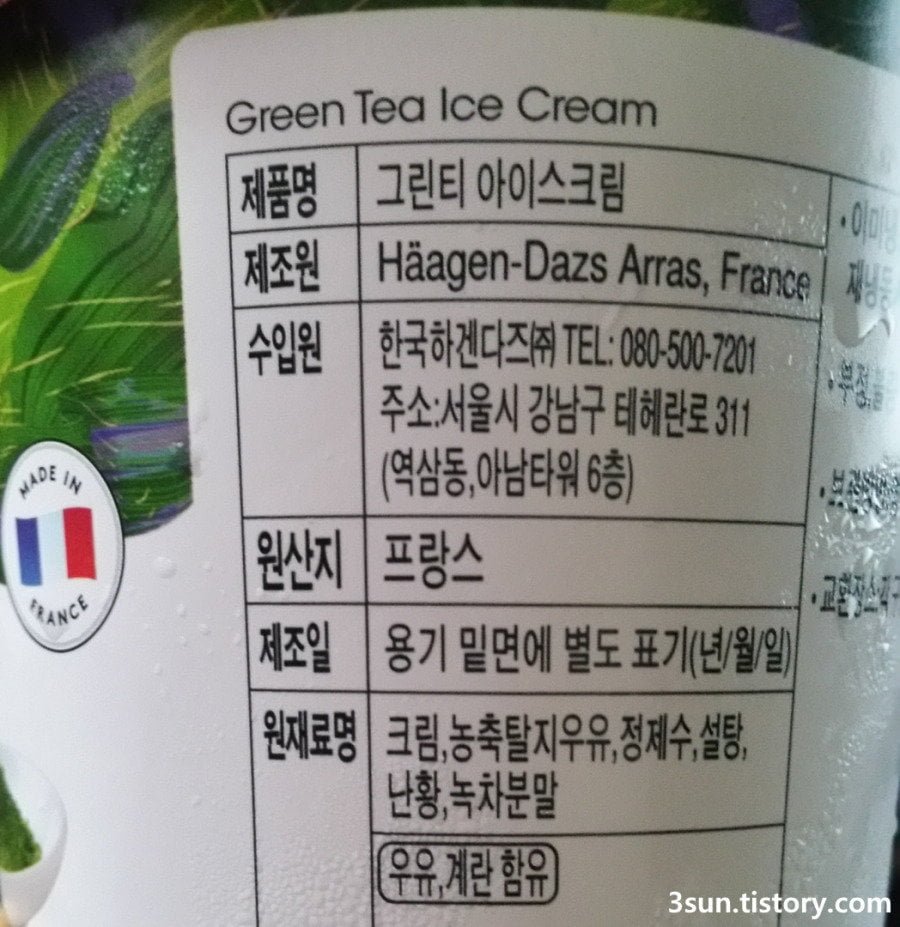 Green Tea Ice Cream
제품명 그린티 아이스크림
제조원 Häagen-Dazs Arras, France
수입원 한국하겐다즈㈜ TEL: 080-500-7201
주소:서울시 강남구 테헤란로 311
(역삼동,아남타워 6층)
원산지 프랑스
제조일 용기 밑면에 별도 표기(년/월/일)
원재료명 크림,농축탈지우유,정제수,설탕,
난황,녹차분말
우유,계란 함유
MADE IN
FRANCE
3sun.tistory.com